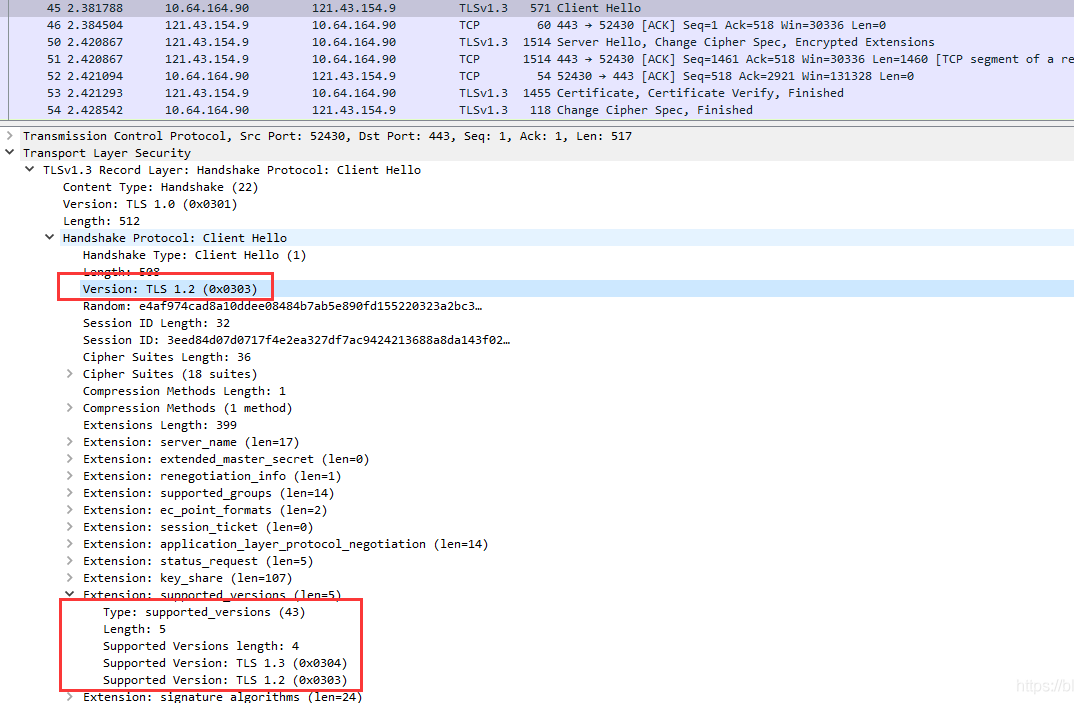 45 2.381788 10.64.164.90 121.43.154.9 TLSv1.3 571 Client Hello
46 2.384504 121.43.154.9 10.64.164.90 TCP 60 443 → 52430 [ACK] Seq=1 Ack=518 Win=30336 Len=0
50 2.420867 121.43.154.9 10.64.164.90 TLSv1.3 1514 Server Hello, Change Cipher Spec, Encrypted Extensions
51 2.420867 121.43.154.9 10.64.164.90 TCP 1514 443 → 52430 [ACK] Seq=1461 Ack=518 Win=30336 Len=1460 [TCP segment of a re
52 2.421094 10.64.164.90 121.43.154.9 TCP 54 52430 → 443 [ACK] Seq=518 Ack=2921 Win=131328 Len=0
53 2.421293 121.43.154.9 10.64.164.90 TLSv1.3 1455 Certificate, Certificate Verify, Finished
54 2.428542 10.64.164.90 121.43.154.9 TLSv1.3 118 Change Cipher Spec, Finished
Transmission Control Protocol, Src Port: 52430, Dst Port: 443, Seq: 1, Ack: 1, Len: 517
Transport Layer Security
TLSv1.3 Record Layer: Handshake Protocol: Client Hello
Content Type: Handshake (22)
Version: TLS 1.0 (0x0301)
Length: 512
Handshake Protocol: Client Hello
Handshake Type: Client Hello (1)
Length: 508
Version: TLS 1.2 (0x0303)
Random: e4af974cad8a10ddee08484b7ab5e890fd155220323a2bc3…
Session ID Length: 32
Session ID: 3eed84d07d0717f4e2ea327df7ac9424213688a8da143f02…
Cipher Suites Length: 36
Cipher Suites (18 suites)
Compression Methods Length: 1
Compression Methods (1 method)
Extensions Length: 399
Extension: server_name (len=17)
Extension: extended_master_secret (len=0)
Extension: renegotiation_info (len=1)
Extension: supported_groups (len=14)
Extension: ec_point_formats (len=2)
Extension: session_ticket (len=0)
Extension: application_layer_protocol_negotiation (len=14)
Extension: status_request (len=5)
Extension: key_share (len=107)
Extension: supported_versions (len=5)
Type: supported_versions (43)
Length: 5
Supported Versions length: 4
Supported Version: TLS 1.3 (0x0304)
Supported Version: TLS 1.2 (0x0303)
Extension: signature_algorithms (len=24)
https://bl